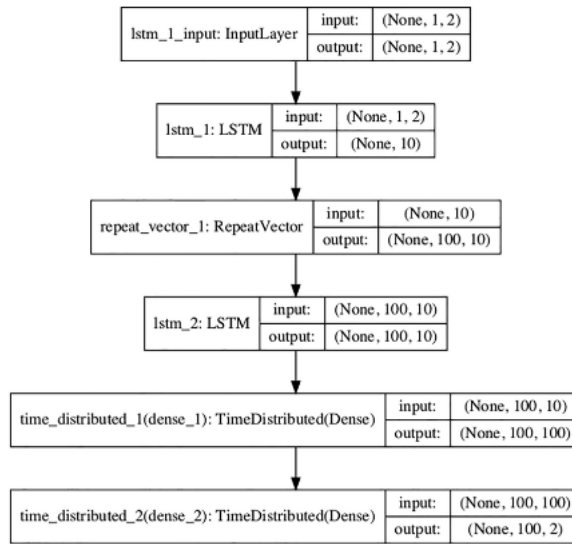 lstm_1_input: InputLayer
input: (None, 1, 2)
output: (None, 1, 2)
lstm_1: LSTM
input: (None, 1, 2)
output: (None, 10)
repeat_vector_1: RepeatVector
input: (None, 10)
output: (None, 100, 10)
lstm_2: LSTM
input: (None, 100, 10)
output: (None, 100, 10)
time_distributed_1(dense_1): TimeDistributed(Dense)
input: (None, 100, 10)
output: (None, 100, 100)
time_distributed_2(dense_2): TimeDistributed(Dense)
input: (None, 100, 100)
output: (None, 100, 2)